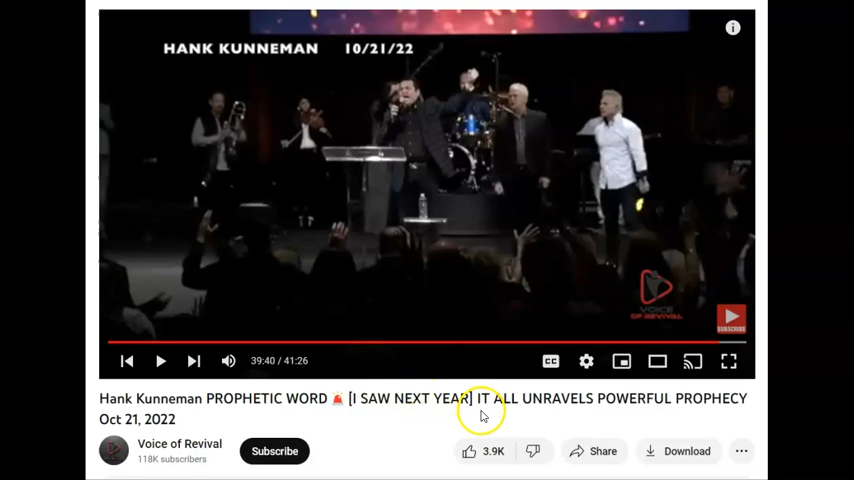 HANK KUNNEMAN 10/21/22
VOICE
OF REVIVAL
SUBSCRIBE
39:40 / 41:26
CC
Hank Kunneman PROPHETIC WORD 🚨 [I SAW NEXT YEAR] IT ALL UNRAVELS POWERFUL PROPHECY
Oct 21, 2022
Voice of Revival
118K subscribers
Subscribe
3.9K
Share
Download